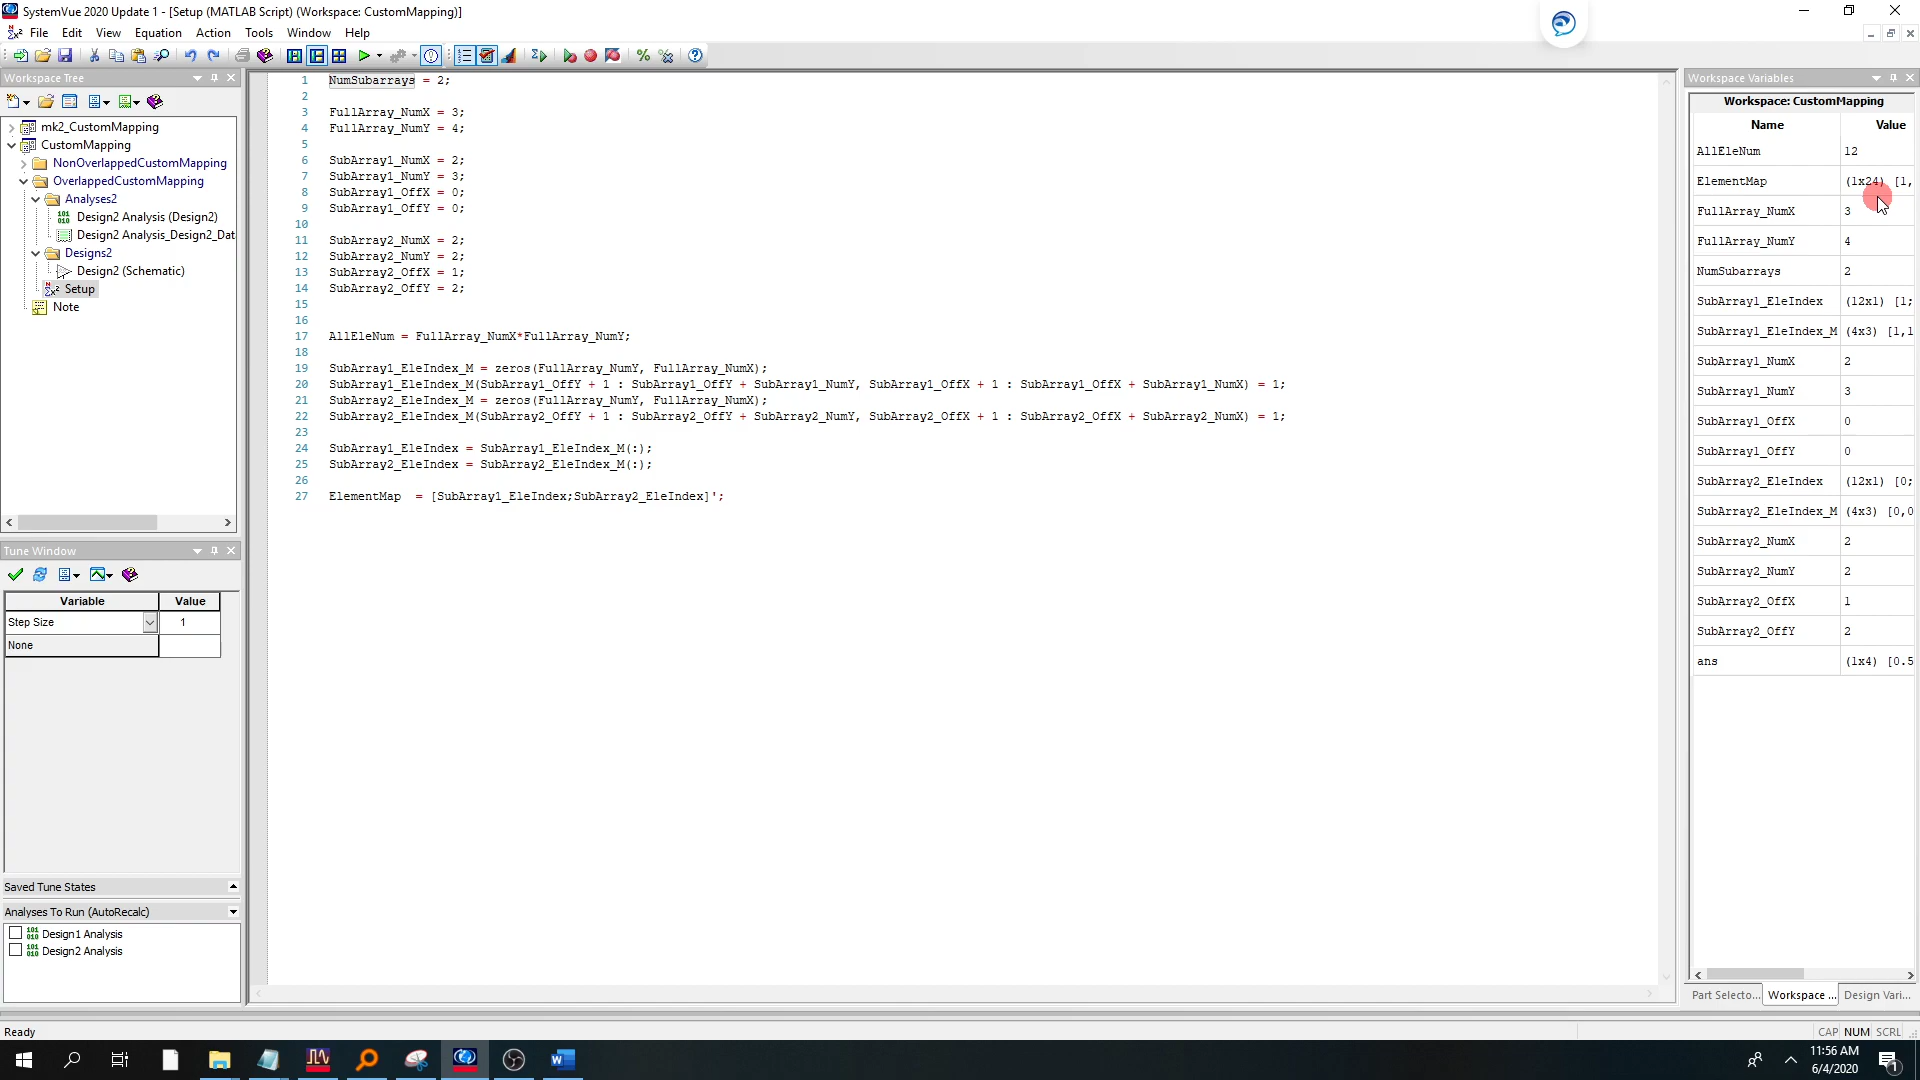 SystemVue 2020 Update 1 - [Setup (MATLAB Script) (Workspace: CustomMapping)]
File Edit View Equation Action Tools Window Help
Workspace Tree
mk2_CustomMapping
CustomMapping
NonOverlappedCustomMapping
OverlappedCustomMapping
Analyses2
Design2 Analysis (Design2)
Design2 Analysis_Design2_Dat
Designs2
Design2 (Schematic)
Setup
Note
Tune Window
Variable Value
Step Size 1
None
Saved Tune States
Analyses To Run (AutoRecalc)
Design1 Analysis
Design2 Analysis
1 NumSubarrays = 2;
2
3 FullArray_NumX = 3;
4 FullArray_NumY = 4;
5
6 SubArray1_NumX = 2;
7 SubArray1_NumY = 3;
8 SubArray1_OffX = 0;
9 SubArray1_OffY = 0;
10
11 SubArray2_NumX = 2;
12 SubArray2_NumY = 2;
13 SubArray2_OffX = 1;
14 SubArray2_OffY = 2;
15
16
17 AllEleNum = FullArray_NumX*FullArray_NumY;
18
19 SubArray1_EleIndex_M = zeros(FullArray_NumY, FullArray_NumX);
20 SubArray1_EleIndex_M(SubArray1_OffY + 1 : SubArray1_OffY + SubArray1_NumY, SubArray1_OffX + 1 : SubArray1_OffX + SubArray1_NumX) = 1;
21 SubArray2_EleIndex_M = zeros(FullArray_NumY, FullArray_NumX);
22 SubArray2_EleIndex_M(SubArray2_OffY + 1 : SubArray2_OffY + SubArray2_NumY, SubArray2_OffX + 1 : SubArray2_OffX + SubArray2_NumX) = 1;
23
24 SubArray1_EleIndex = SubArray1_EleIndex_M(:);
25 SubArray2_EleIndex = SubArray2_EleIndex_M(:);
26
27 ElementMap = [SubArray1_EleIndex;SubArray2_EleIndex]';
Workspace Variables
Workspace: CustomMapping
Name Value
AllEleNum 12
ElementMap (1x24) [1,
FullArray_NumX 3
FullArray_NumY 4
NumSubarrays 2
SubArray1_EleIndex (12x1) [1;
SubArray1_EleIndex_M (4x3) [1,1
SubArray1_NumX 2
SubArray1_NumY 3
SubArray1_OffX 0
SubArray1_OffY 0
SubArray2_EleIndex (12x1) [0;
SubArray2_EleIndex_M (4x3) [0,0
SubArray2_NumX 2
SubArray2_NumY 2
SubArray2_OffX 1
SubArray2_OffY 2
ans (1x4) [0.5
Part Selecto... Workspace ... Design Vari...
Ready
CAP NUM SCRL
11:56 AM
6/4/2020